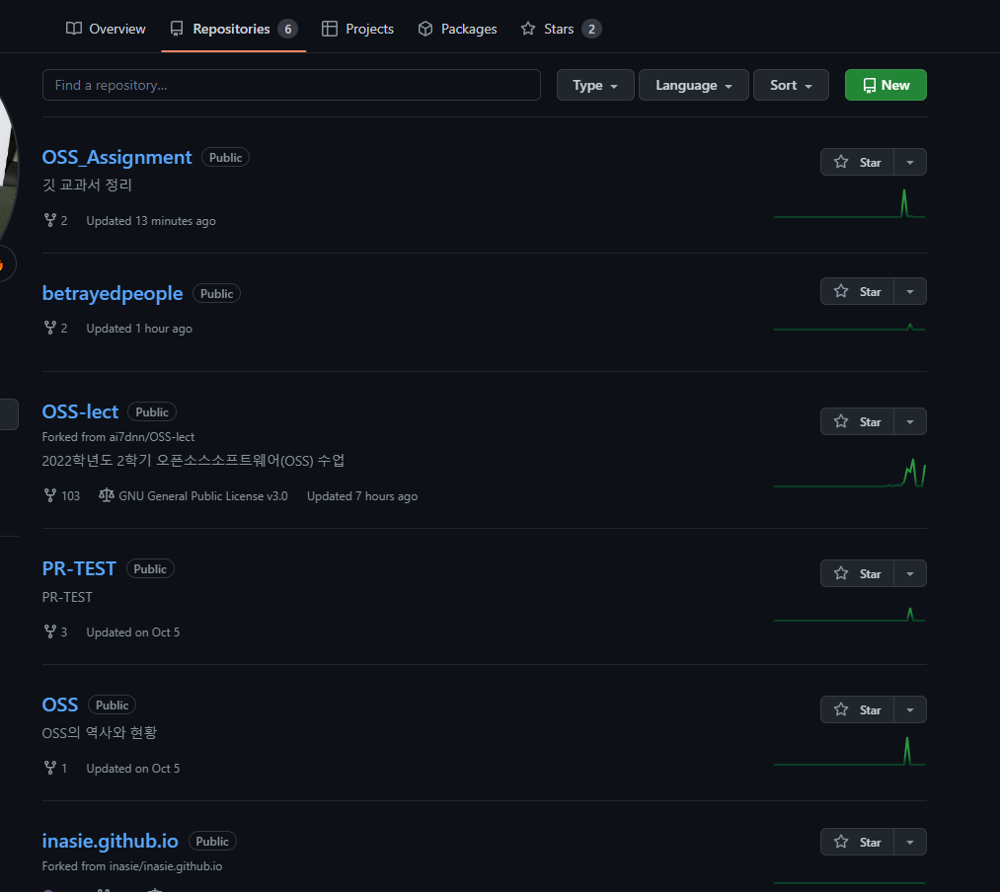 Overview Repositories 6 Projects Packages Stars 2
Find a repository... Type Language Sort New
OSS_Assignment Public Star
깃 교과서 정리
2 Updated 13 minutes ago
betrayedpeople Public Star
2 Updated 1 hour ago
OSS-lect Public Star
Forked from ai7dnn/OSS-lect
2022학년도 2학기 오픈소스소프트웨어(OSS) 수업
103 GNU General Public License v3.0 Updated 7 hours ago
PR-TEST Public Star
PR-TEST
3 Updated on Oct 5
OSS Public Star
OSS의 역사와 현황
1 Updated on Oct 5
inasie.github.io Public Star
Forked from inasie/inasie.github.io